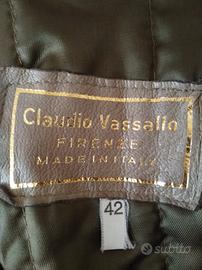 Claudio Vassallo
FIRENZE
MADE IN ITALY
42
subito